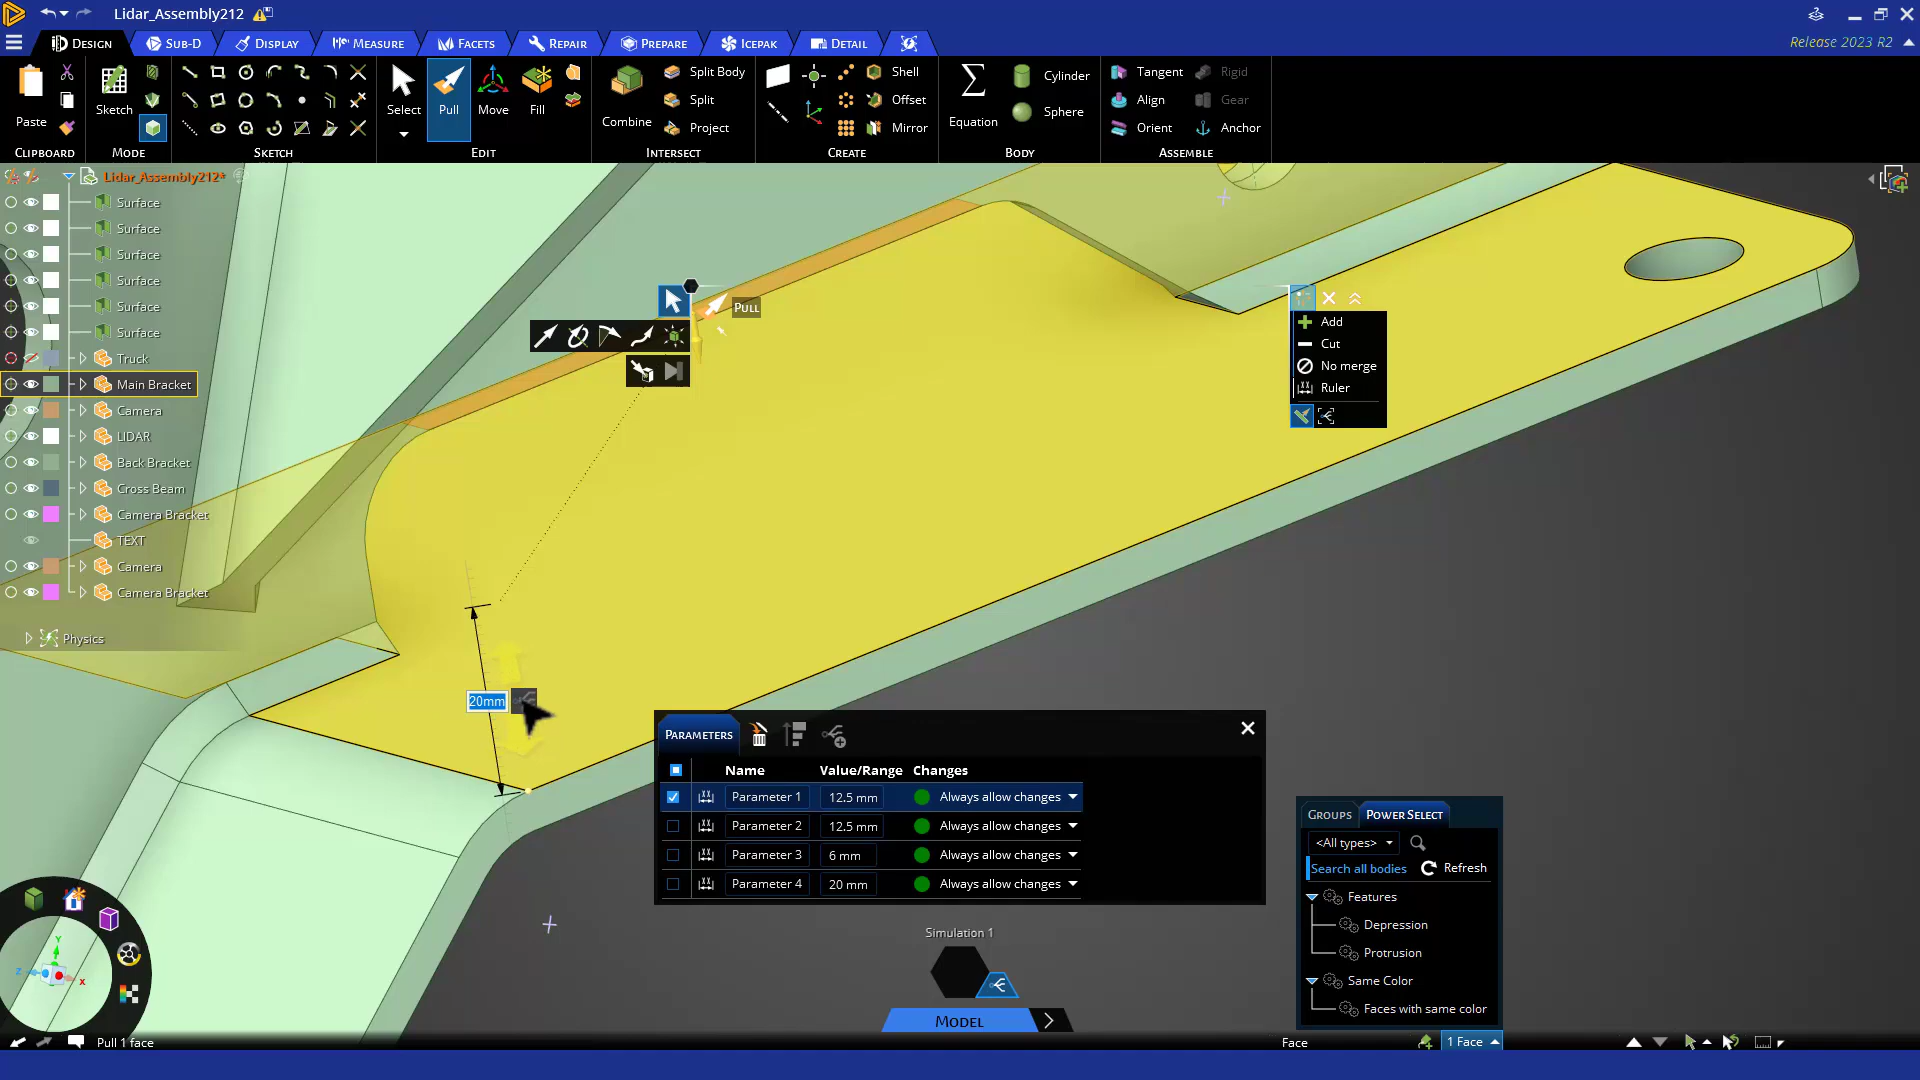 Lidar_Assembly212
Design
Sub-D
Display
Measure
Facets
Repair
Prepare
Icepak
Detail
Release 2023 R2
Paste
Clipboard
Sketch
Mode
Sketch
Select
Pull
Move
Fill
Edit
Combine
Split Body
Split
Project
Intersect
Shell
Offset
Mirror
Create
Equation
Cylinder
Sphere
Body
Tangent
Align
Orient
Rigid
Gear
Anchor
Assemble
Lidar_Assembly212*
Surface
Surface
Surface
Surface
Surface
Surface
Truck
Main Bracket
Camera
LIDAR
Back Bracket
Cross Beam
Camera Bracket
TEXT
Camera
Camera Bracket
Physics
Pull
Add
Cut
No merge
Ruler
20mm
Parameters
Name Value/Range Changes
Parameter 1 12.5 mm Always allow changes
Parameter 2 12.5 mm Always allow changes
Parameter 3 6 mm Always allow changes
Parameter 4 20 mm Always allow changes
Simulation 1
Model
Groups Power Select
<All types>
Search all bodies Refresh
Features
Depression
Protrusion
Same Color
Faces with same color
Y
Z
X
Pull 1 face
Face
1 Face